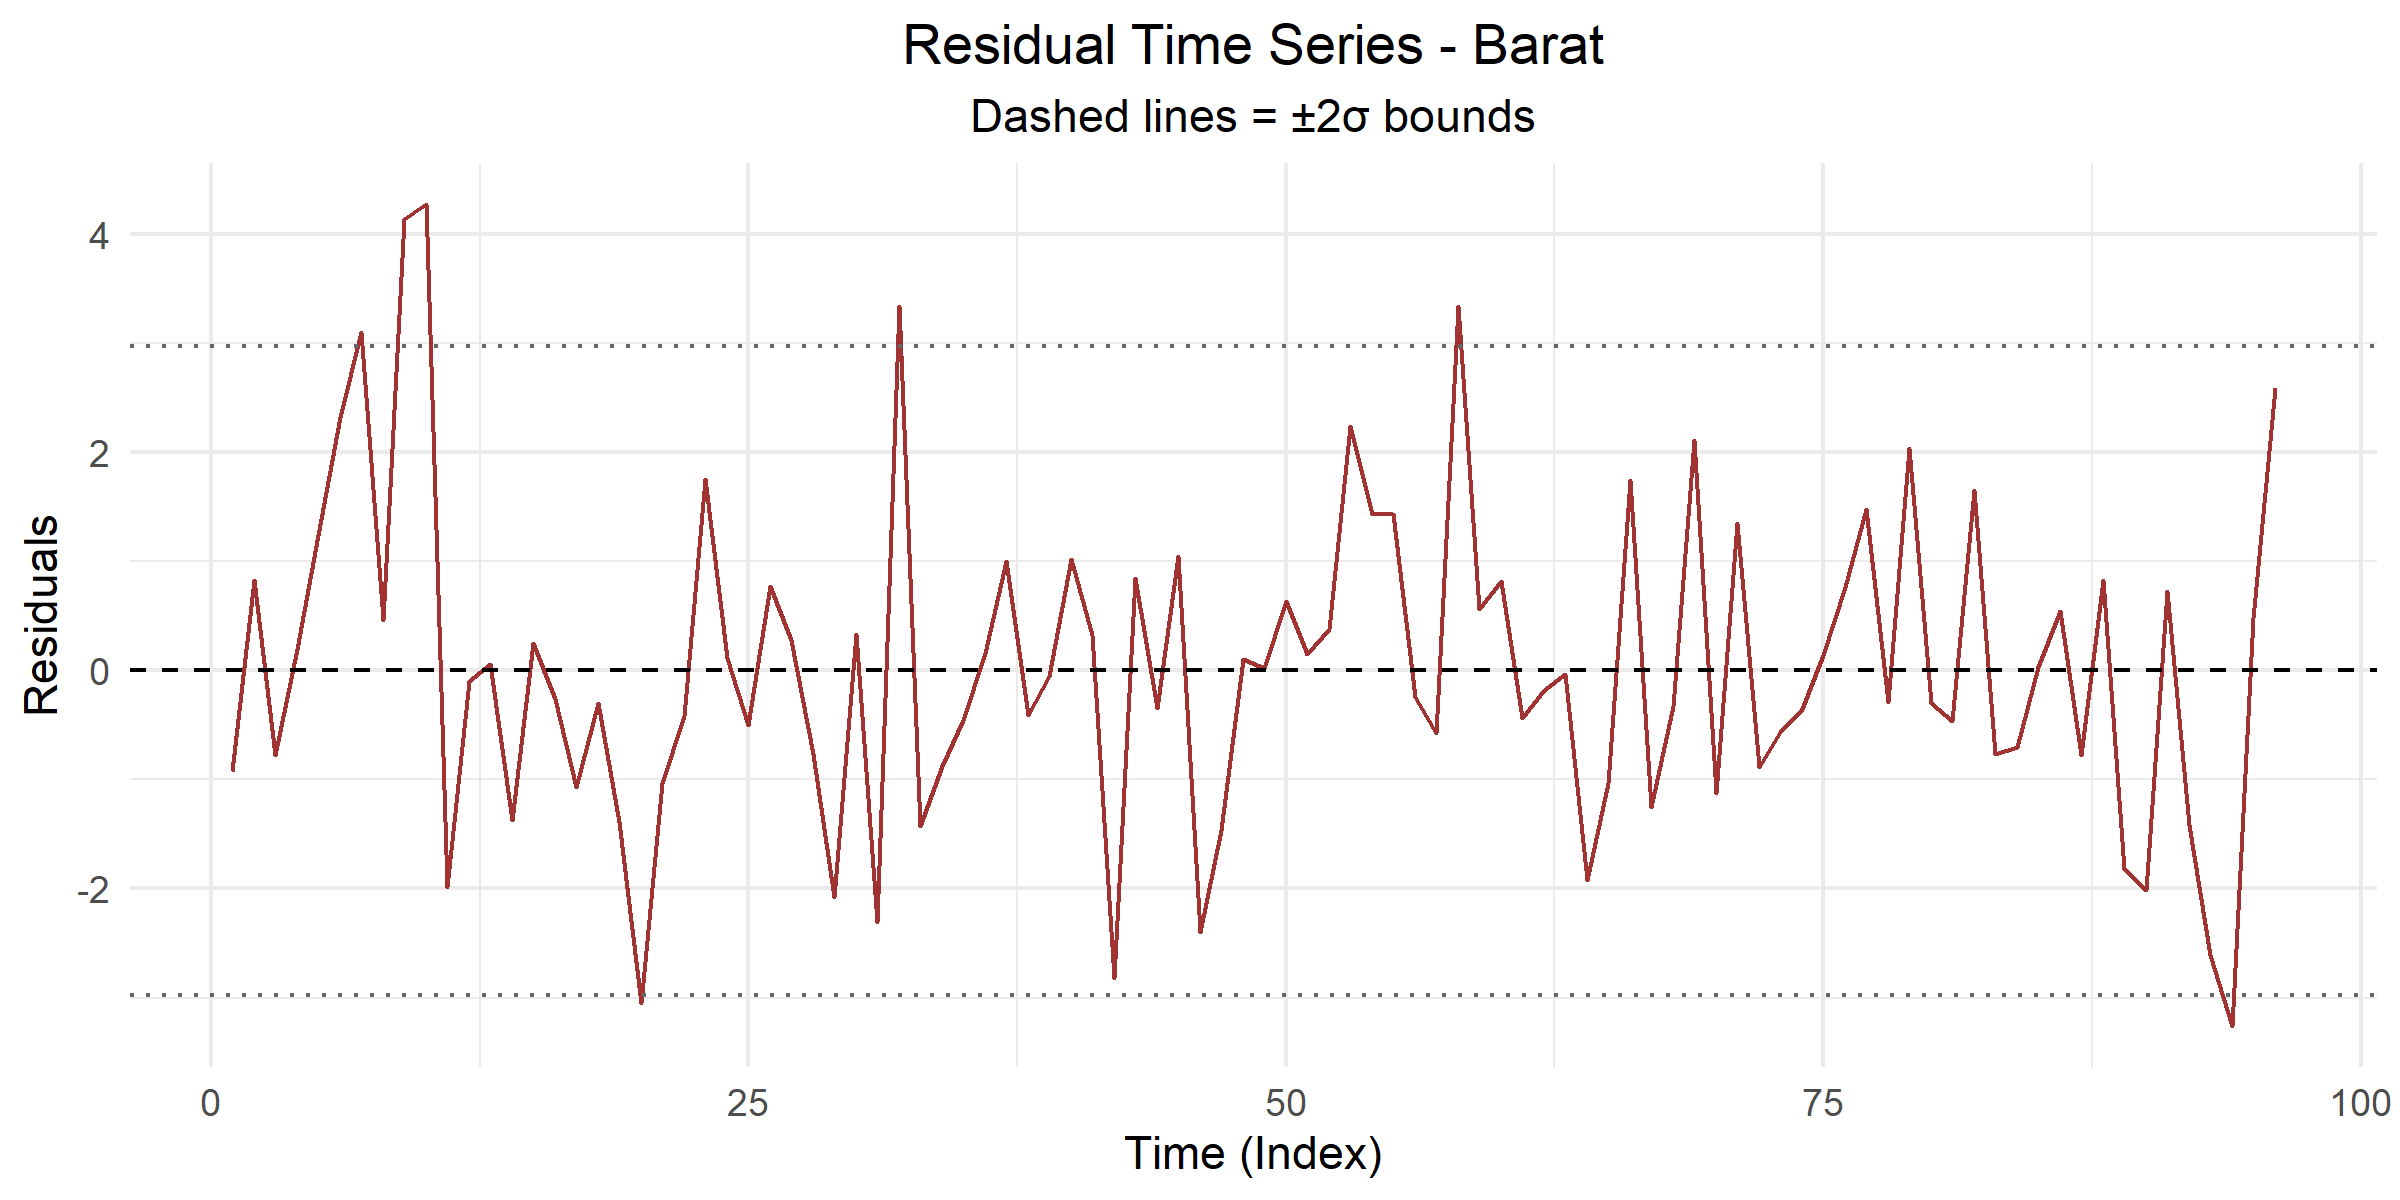 Residual Time Series - Barat
Dashed lines = ±2σ bounds
Residuals
4
2
0
-2
0
25
50
75
100
Time (Index)